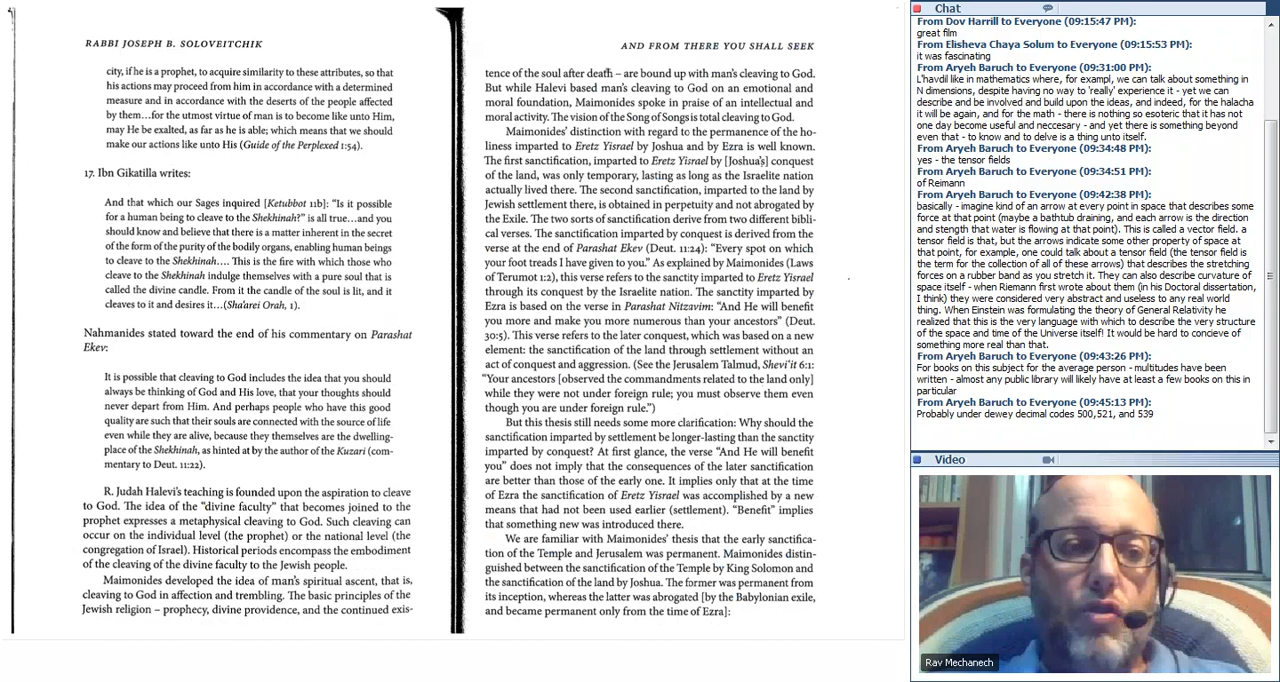 RABBI JOSEPH B. SOLOVEITCHIK
city, if he is a prophet, to acquire similarity to these attributes, so that
his actions may proceed from him in accordance with a determined
measure and in accordance with the deserts of the people affected
by them…for the utmost virtue of man is to become like unto Him,
may He be exalted, as far as he is able; which means that we should
make our actions like unto His (Guide of the Perplexed 1:54).
17. Ibn Gikatilla writes:
And that which our Sages inquired [Ketubbot 11b]: "Is it possible
for a human being to cleave to the Shekhinah?" is all true…and you
should know and believe that there is a matter inherent in the secret
of the form of the purity of the bodily organs, enabling human beings
to cleave to the Shekhinah…. This is the fire with which those who
cleave to the Shekhinah indulge themselves with a pure soul that is
called the divine candle. From it the candle of the soul is lit, and it
cleaves to it and desires it…(Sha'arei Orah, 1).
Nahmanides stated toward the end of his commentary on Parashat
Ekev:
It is possible that cleaving to God includes the idea that you should
always be thinking of God and His love, that your thoughts should
never depart from Him. And perhaps people who have this good
quality are such that their souls are connected with the source of life
even while they are alive, because they themselves are the dwelling-
place of the Shekhinah, as hinted at by the author of the Kuzari (com-
mentary to Deut. 11:22).
R. Judah Halevi's teaching is founded upon the aspiration to cleave
to God. The idea of the "divine faculty" that becomes joined to the
prophet expresses a metaphysical cleaving to God. Such cleaving can
occur on the individual level (the prophet) or the national level (the
congregation of Israel). Historical periods encompass the embodiment
of the cleaving of the divine faculty to the Jewish people.
Maimonides developed the idea of man's spiritual ascent, that is,
cleaving to God in affection and trembling. The basic principles of the
Jewish religion – prophecy, divine providence, and the continued exis-
AND FROM THERE YOU SHALL SEEK
tence of the soul after death – are bound up with man's cleaving to God.
But while Halevi based man's cleaving to God on an emotional and
moral foundation, Maimonides spoke in praise of an intellectual and
moral activity. The vision of the Song of Songs is total cleaving to God.
Maimonides' distinction with regard to the permanence of the ho-
liness imparted to Eretz Yisrael by Joshua and by Ezra is well known.
The first sanctification, imparted to Eretz Yisrael by [Joshua's] conquest
of the land, was only temporary, lasting as long as the Israelite nation
actually lived there. The second sanctification, imparted to the land by
Jewish settlement there, is obtained in perpetuity and not abrogated by
the Exile. The two sorts of sanctification derive from two different bibli-
cal verses. The sanctification imparted by conquest is derived from the
verse at the end of Parashat Ekev (Deut. 11:24): "Every spot on which
your foot treads I have given to you." As explained by Maimonides (Laws
of Terumot 1:2), this verse refers to the sanctity imparted to Eretz Yisrael
through its conquest by the Israelite nation. The sanctity imparted by
Ezra is based on the verse in Parashat Nitzavim: "And He will benefit
you more and make you more numerous than your ancestors" (Deut.
30:5). This verse refers to the later conquest, which was based on a new
element: the sanctification of the land through settlement without an
act of conquest and aggression. (See the Jerusalem Talmud, Shevi'it 6:1:
"Your ancestors [observed the commandments related to the land only]
while they were not under foreign rule; you must observe them even
though you are under foreign rule.")
But this thesis still needs some more clarification: Why should the
sanctification imparted by settlement be longer-lasting than the sanctity
imparted by conquest? At first glance, the verse "And He will benefit
you" does not imply that the consequences of the later sanctification
are better than those of the early one. It implies only that at the time
of Ezra the sanctification of Eretz Yisrael was accomplished by a new
means that had not been used earlier (settlement). "Benefit" implies
that something new was introduced there.
We are familiar with Maimonides' thesis that the early sanctifica-
tion of the Temple and Jerusalem was permanent. Maimonides distin-
guished between the sanctification of the Temple by King Solomon and
the sanctification of the land by Joshua. The former was permanent from
its inception, whereas the latter was abrogated [by the Babylonian exile,
and became permanent only from the time of Ezra]:
Chat
From Dov Harrill to Everyone (09:15:47 PM):
great film
From Elisheva Chaya Solum to Everyone (09:15:53 PM):
it was fascinating
From Aryeh Baruch to Everyone (09:31:00 PM):
L'havdil like in mathematics where, for exampl, we can talk about something in
N dimensions, despite having no way to 'really' experience it - yet we can
describe and be involved and build upon the ideas, and indeed, for the halacha
it will be again, and for the math - there is nothing so esoteric that it has not
one day become useful and neccesary - and yet there is something beyond
even that - to know and to delve is a thing unto itself.
From Aryeh Baruch to Everyone (09:34:48 PM):
yes - the tensor fields
From Aryeh Baruch to Everyone (09:34:51 PM):
of Reimann
From Aryeh Baruch to Everyone (09:42:38 PM):
basically - imagine kind of an arrow at every point in space that describes some
force at that point (maybe a bathtub draining, and each arrow is the direction
and stength that water is flowing at that point). This is called a vector field. a
tensor field is that, but the arrows indicate some other property of space at
that point, for example, one could talk about a tensor field (the tensor field is
the term for the collection of all of these arrows) that describes the stretching
forces on a rubber band as you stretch it. They can also describe curvature of
space itself - when Riemann first wrote about them (in his Doctoral dissertation,
I think) they were considered very abstract and useless to any real world
thing. When Einstein was formulating the theory of General Relativity he
realized that this is the very language with which to describe the very structure
of the space and time of the Universe itself! It would be hard to concieve of
something more real than that.
From Aryeh Baruch to Everyone (09:43:26 PM):
For books on this subject for the average person - multitudes have been
written - almost any public library will likely have at least a few books on this in
particular
From Aryeh Baruch to Everyone (09:45:13 PM):
Probably under dewey decimal codes 500,521, and 539
Video
Rav Mechanech